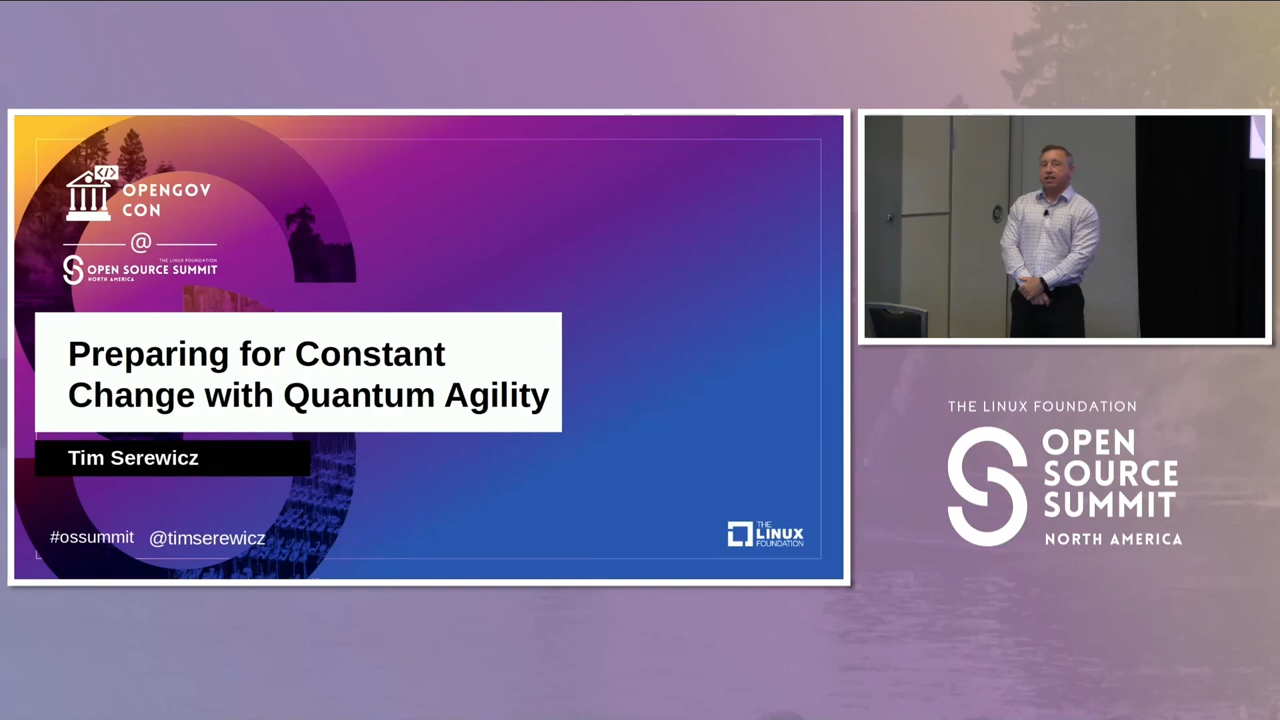 </>
OPENGOV
CON
@
THE LINUX FOUNDATION
OPEN SOURCE SUMMIT
NORTH AMERICA
Preparing for Constant
Change with Quantum Agility
Tim Serewicz
#ossummit @timserewicz
THE
LINUX
FOUNDATION
THE LINUX FOUNDATION
OPEN
SOURCE
SUMMIT
NORTH AMERICA